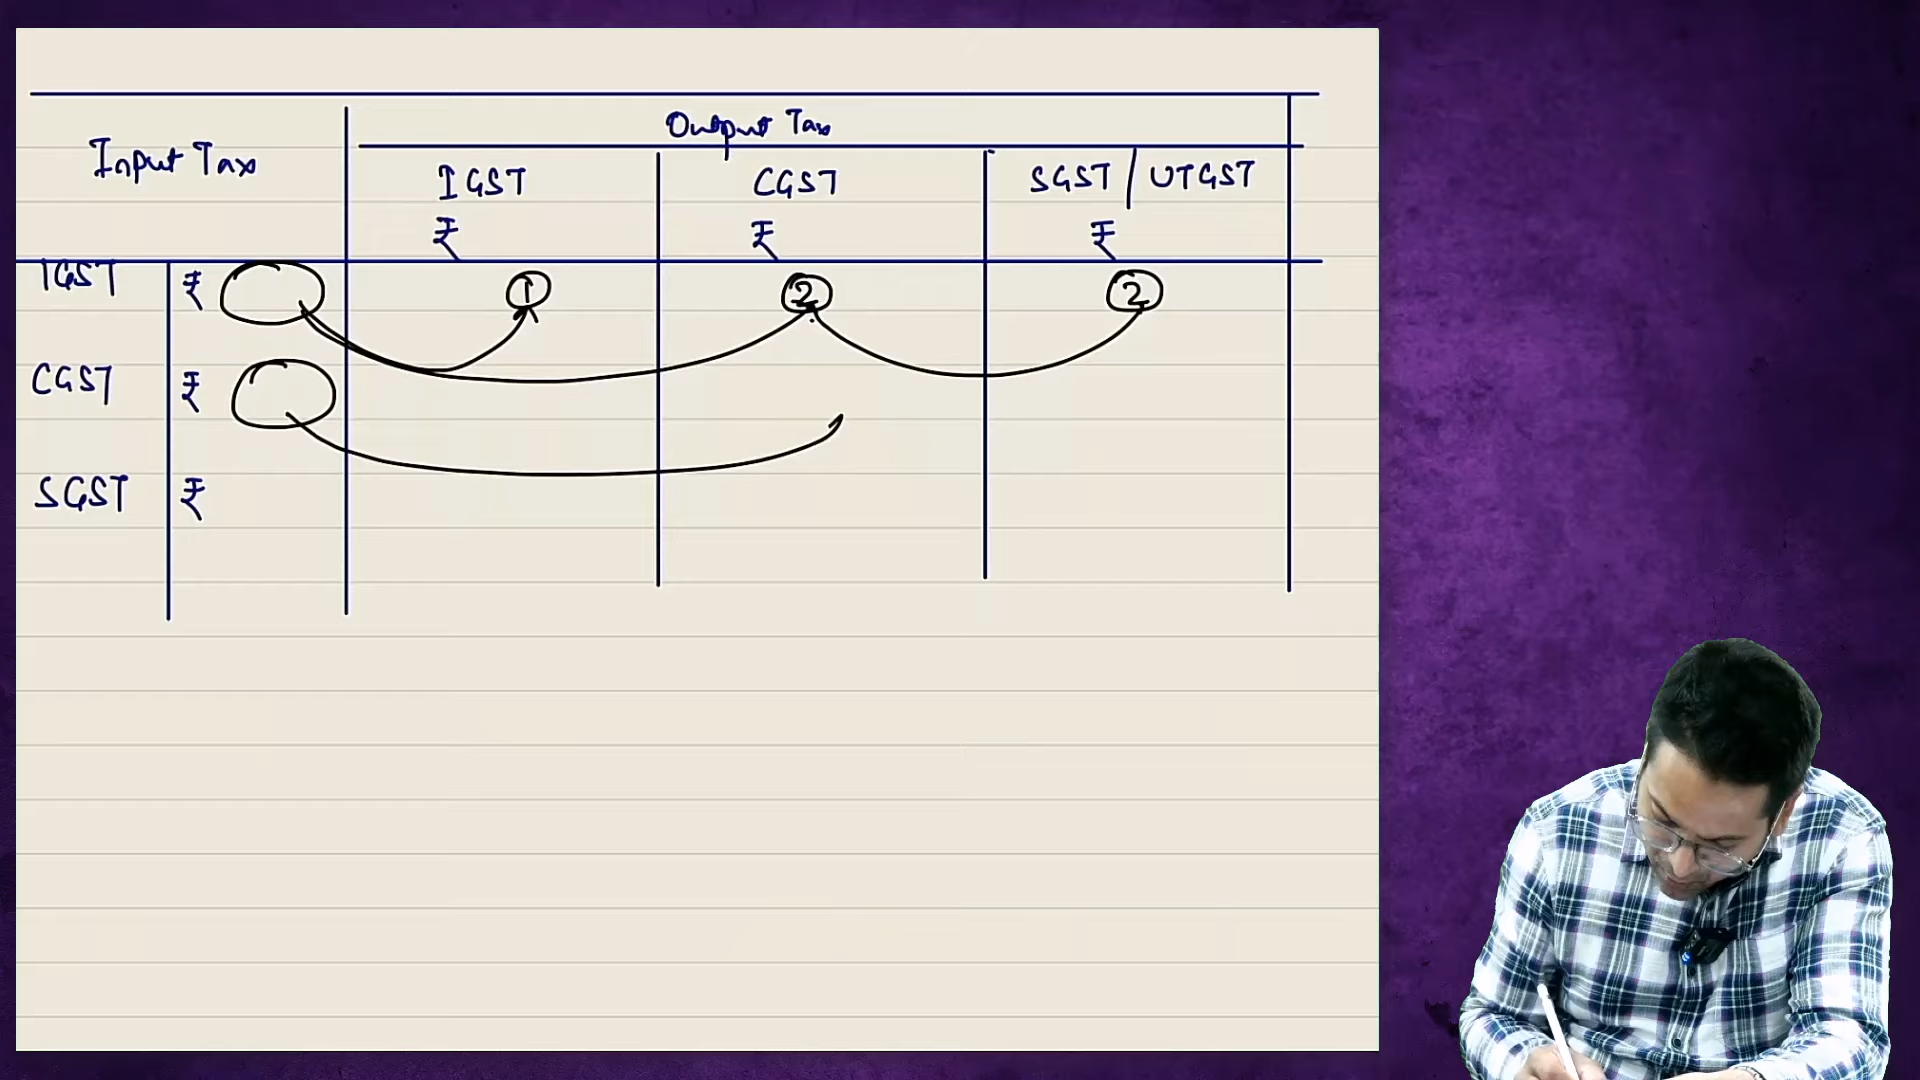 Output Tax
Input Tax
IGST CGST SGST / UTGST
₹ ₹ ₹
IGST ₹ 1 2 2
CGST ₹
SGST ₹